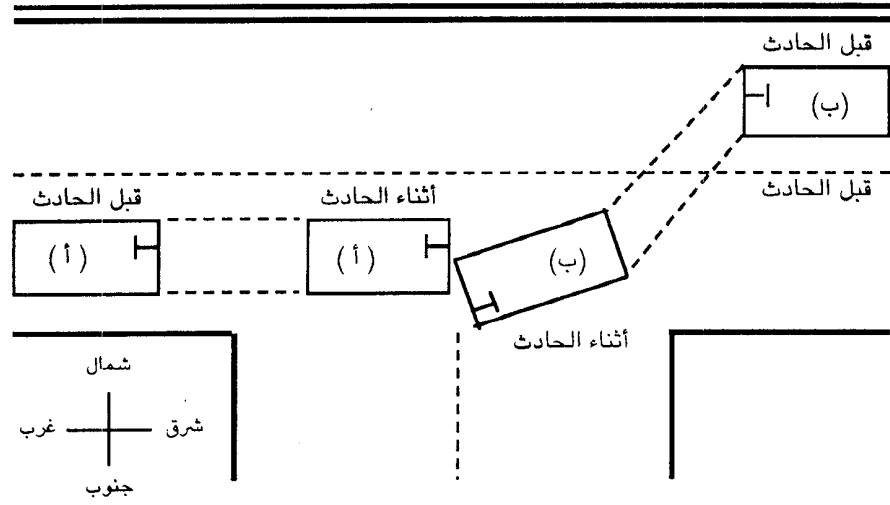 قبل الحادث
(ب)
قبل الحادث
أثناء الحادث
قبل الحادث
(ب)
(أ)
(أ)
أثناء الحادث
شمال
شرق
غرب
جنوب